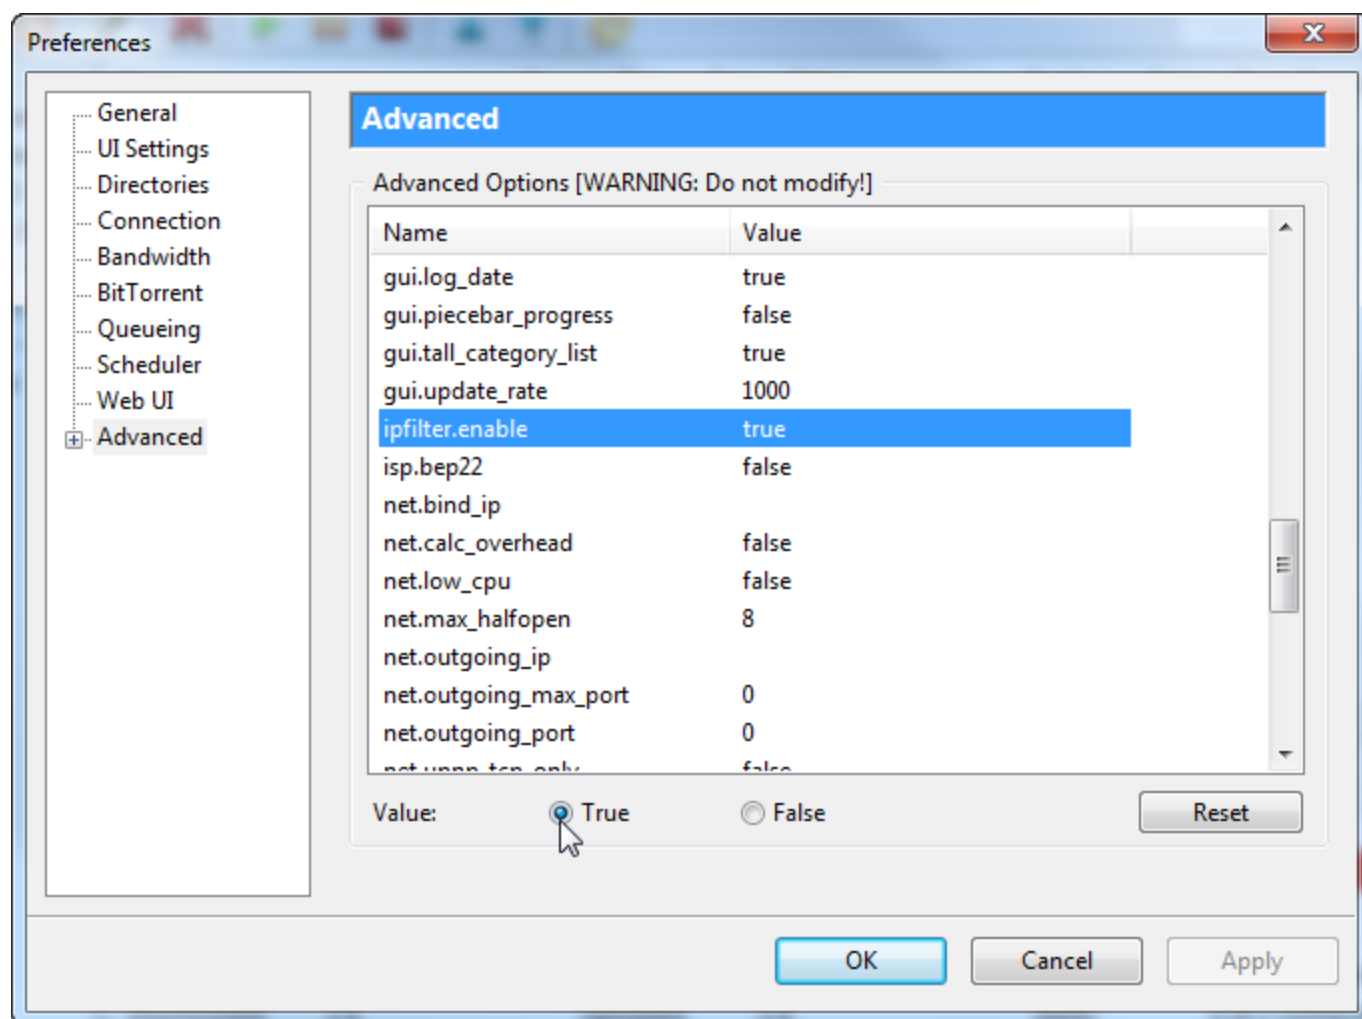 Preferences
General
UI Settings
Directories
Connection
Bandwidth
BitTorrent
Queueing
Scheduler
Web UI
Advanced
Advanced
Advanced Options [WARNING: Do not modify!]
Name Value
gui.log_date true
gui.piecebar_progress false
gui.tall_category_list true
gui.update_rate 1000
ipfilter.enable true
isp.bep22 false
net.bind_ip
net.calc_overhead false
net.low_cpu false
net.max_halfopen 8
net.outgoing_ip
net.outgoing_max_port 0
net.outgoing_port 0
net.upnp_tcp_only false
Value: True False Reset
OK Cancel Apply